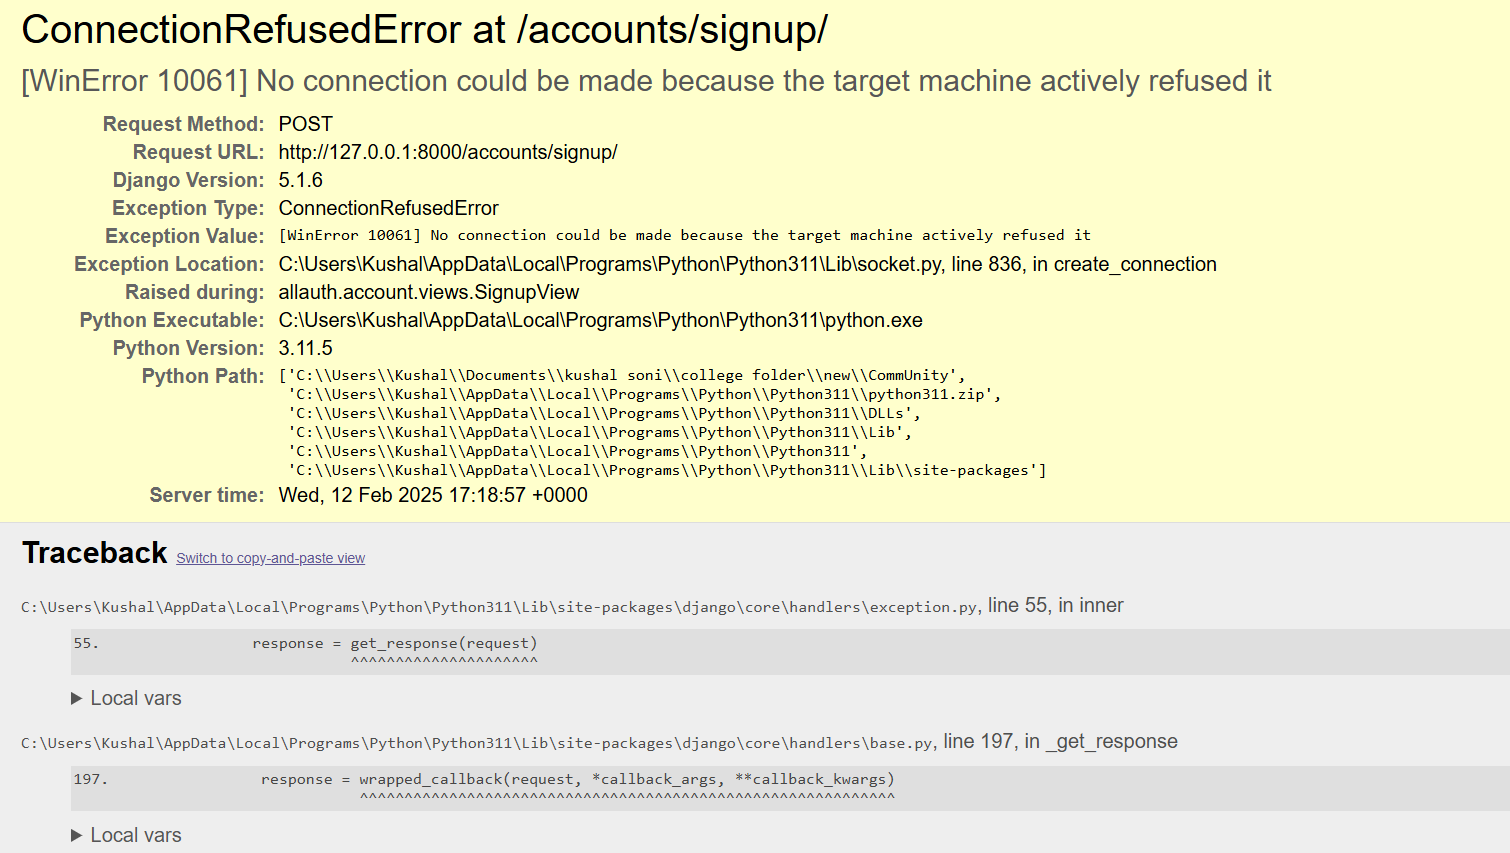 ConnectionRefusedError at /accounts/signup/
[WinError 10061] No connection could be made because the target machine actively refused it
Request Method: POST
Request URL: http://127.0.0.1:8000/accounts/signup/
Django Version: 5.1.6
Exception Type: ConnectionRefusedError
Exception Value: [WinError 10061] No connection could be made because the target machine actively refused it
Exception Location: C:\Users\Kushal\AppData\Local\Programs\Python\Python311\Lib\socket.py, line 836, in create_connection
Raised during: allauth.account.views.SignupView
Python Executable: C:\Users\Kushal\AppData\Local\Programs\Python\Python311\python.exe
Python Version: 3.11.5
Python Path: ['C:\\Users\\Kushal\\Documents\\kushal soni\\college folder\\new\\CommUnity',
'C:\\Users\\Kushal\\AppData\\Local\\Programs\\Python\\Python311\\python311.zip',
'C:\\Users\\Kushal\\AppData\\Local\\Programs\\Python\\Python311\\DLLs',
'C:\\Users\\Kushal\\AppData\\Local\\Programs\\Python\\Python311\\Lib',
'C:\\Users\\Kushal\\AppData\\Local\\Programs\\Python\\Python311',
'C:\\Users\\Kushal\\AppData\\Local\\Programs\\Python\\Python311\\Lib\\site-packages']
Server time: Wed, 12 Feb 2025 17:18:57 +0000
Traceback Switch to copy-and-paste view
C:\Users\Kushal\AppData\Local\Programs\Python\Python311\Lib\site-packages\django\core\handlers\exception.py, line 55, in inner
55. response = get_response(request)
^^^^^^^^^^^^^^^^^^^^^
▶ Local vars
C:\Users\Kushal\AppData\Local\Programs\Python\Python311\Lib\site-packages\django\core\handlers\base.py, line 197, in _get_response
197. response = wrapped_callback(request, *callback_args, **callback_kwargs)
^^^^^^^^^^^^^^^^^^^^^^^^^^^^^^^^^^^^^^^^^^^^^^^^^^^^^^^^^^^^
▶ Local vars